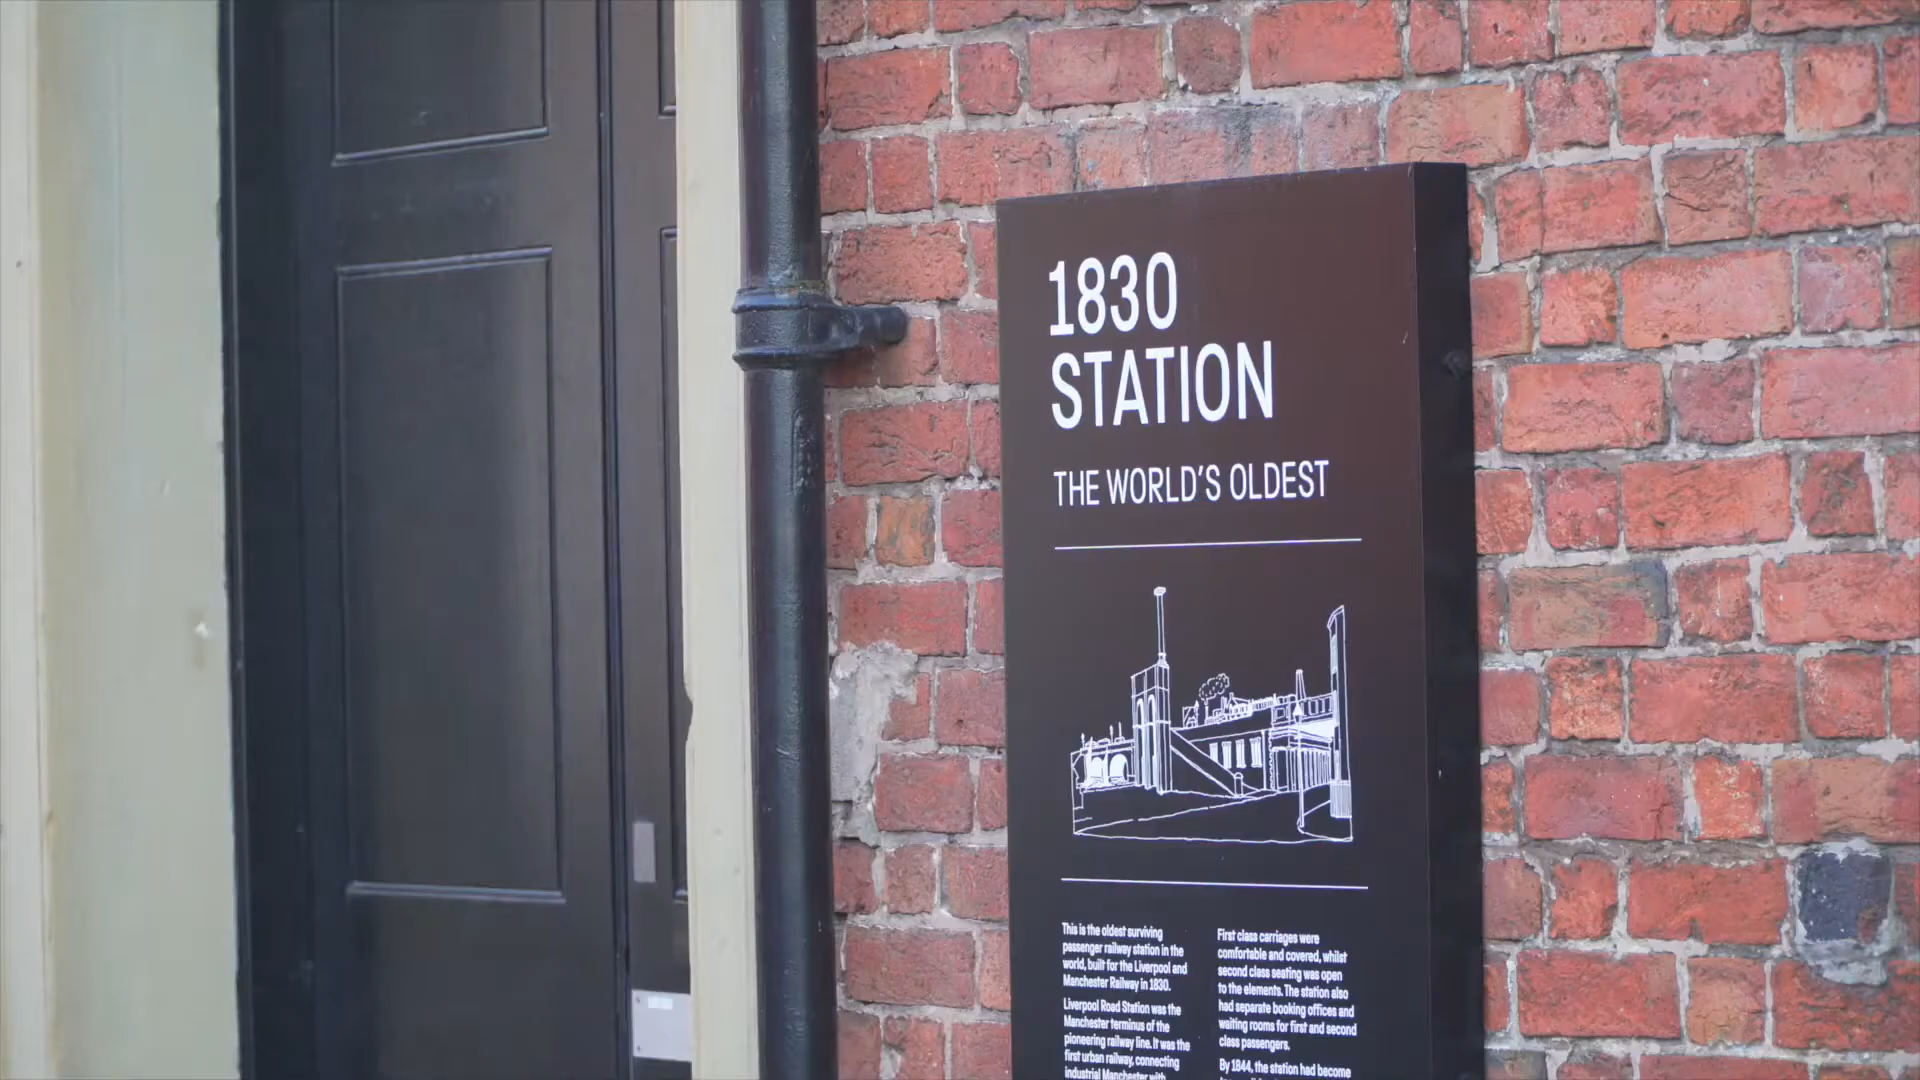 1830
STATION
THE WORLD'S OLDEST
This is the oldest surviving
passenger railway station in the
world, built for the Liverpool and
Manchester Railway in 1830.
Liverpool Road Station was the
Manchester terminus of the
pioneering railway line. It was the
first urban railway, connecting
industrial Manchester with
First class carriages were
comfortable and covered, whilst
second class seating was open
to the elements. The station also
had separate booking offices and
waiting rooms for first and second
class passengers.
By 1844, the station had become